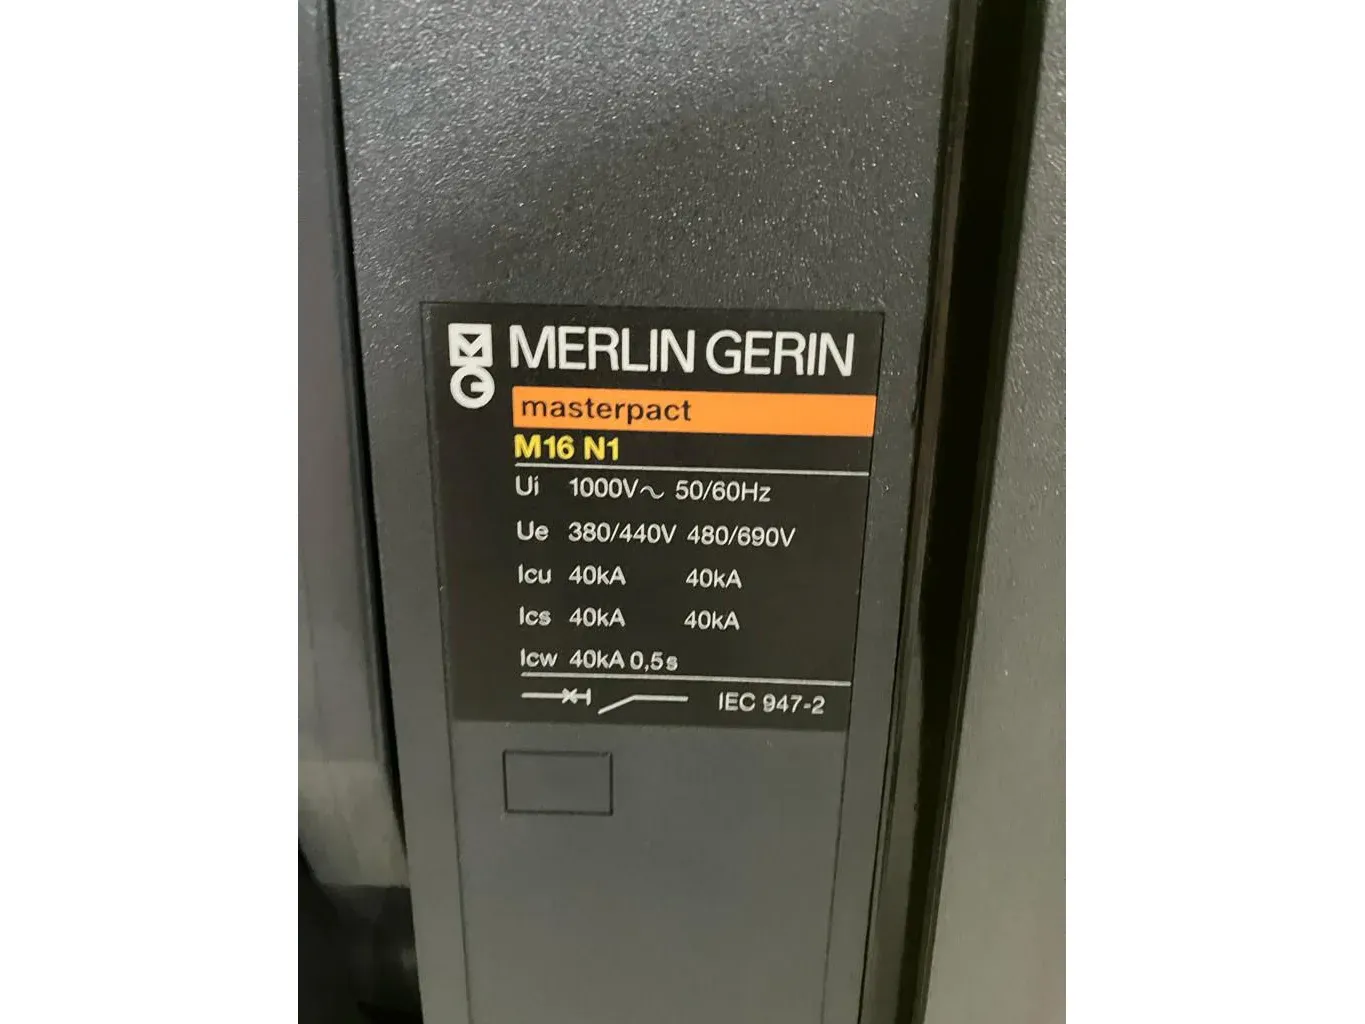 MERLIN GERIN
masterpact
M16 N1
Ui 1000V~ 50/60Hz
Ue 380/440V 480/690V
Icu 40kA 40kA
Ics 40kA 40kA
Icw 40kA 0,5s
IEC 947-2